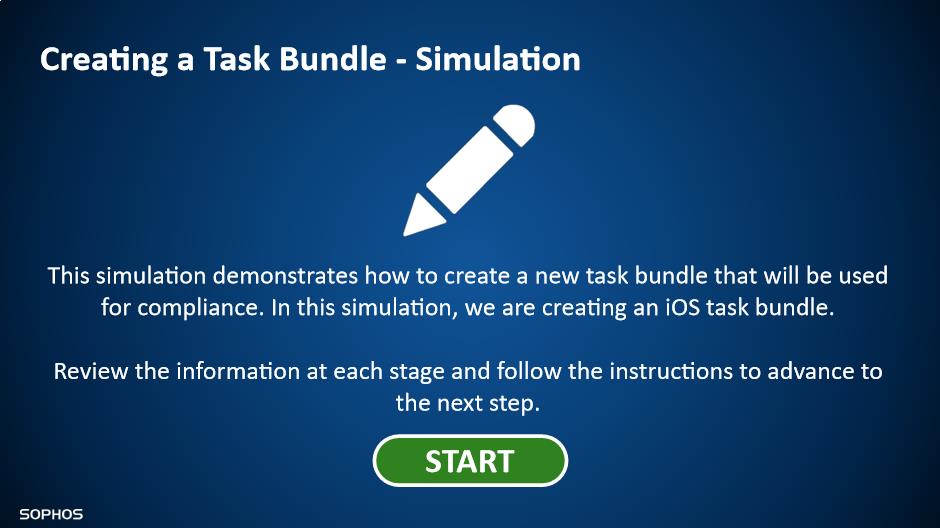 Creating a Task Bundle - Simulation
This simulation demonstrates how to create a new task bundle that will be used
for compliance. In this simulation, we are creating an iOS task bundle.
Review the information at each stage and follow the instructions to advance to
the next step.
START
SOPHOS